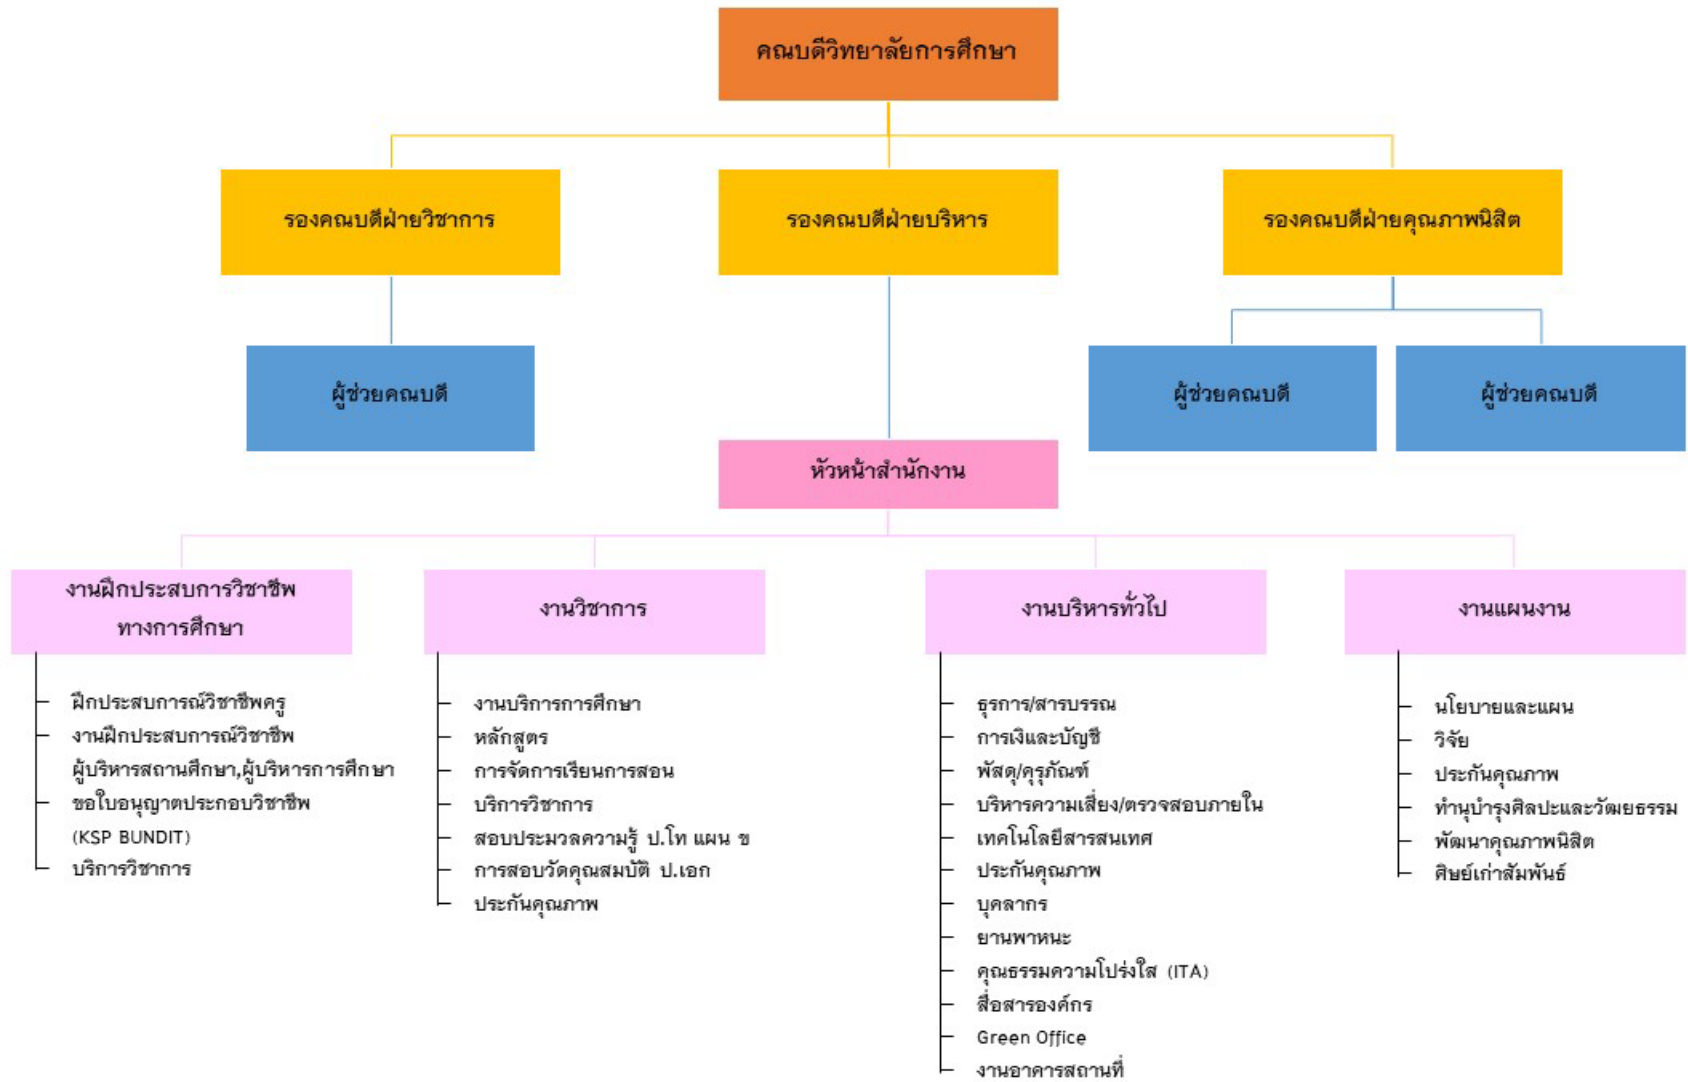 คณบดีวิทยาลัยการศึกษา
รองคณบดีฝ่ายวิชาการ
รองคณบดีฝ่ายบริหาร
รองคณบดีฝ่ายคุณภาพนิสิต
ผู้ช่วยคณบดี
ผู้ช่วยคณบดี
ผู้ช่วยคณบดี
หัวหน้าสำนักงาน
งานฝึกประสบการวิชาชีพ
ทางการศึกษา
ฝึกประสบการณ์วิชาชีพครู
งานฝึกประสบการณ์วิชาชีพ
ผู้บริหารสถานศึกษา,ผู้บริหารการศึกษา
ขอใบอนุญาตประกอบวิชาชีพ
(KSP BUNDIT)
บริการวิชาการ
งานวิชาการ
งานบริการการศึกษา
หลักสูตร
การจัดการเรียนการสอน
บริการวิชาการ
สอบประมวลความรู้ ป.โท แผน ข
การสอบวัดคุณสมบัติ ป.เอก
ประกันคุณภาพ
งานบริหารทั่วไป
ธุรการ/สารบรรณ
การเงิและบัญชี
พัสดุ/คุรุภัณฑ์
บริหารความเสี่ยง/ตรวจสอบภายใน
เทคโนโลยีสารสนเทศ
ประกันคุณภาพ
บุคลากร
ยานพาหนะ
คุณธรรมความโปร่งใส (ITA)
สื่อสารองค์กร
Green Office
งานอาคารสถานที่
งานแผนงาน
นโยบายและแผน
วิจัย
ประกันคุณภาพ
ทำนุบำรุงศิลปะและวัฒยธรรม
พัฒนาคุณภาพนิสิต
ศิษย์เก่าสัมพันธ์